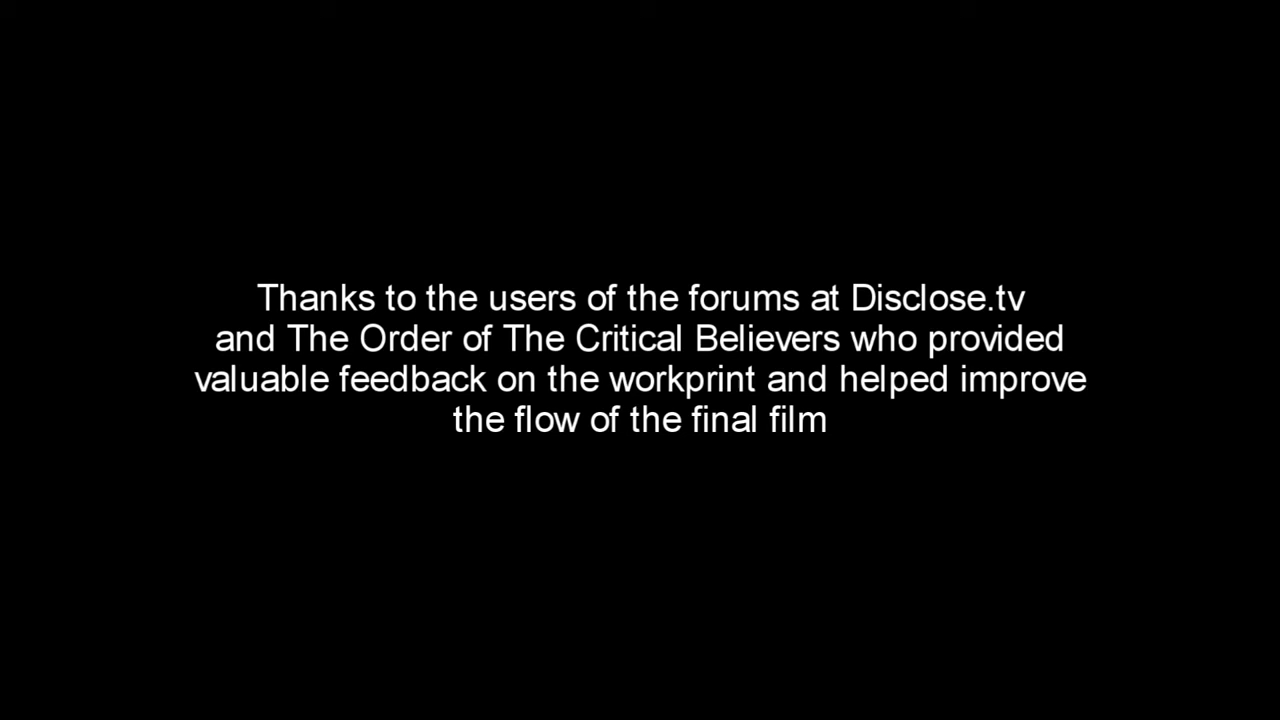 Thanks to the users of the forums at Disclose.tv
and The Order of The Critical Believers who provided
valuable feedback on the workprint and helped improve
the flow of the final film